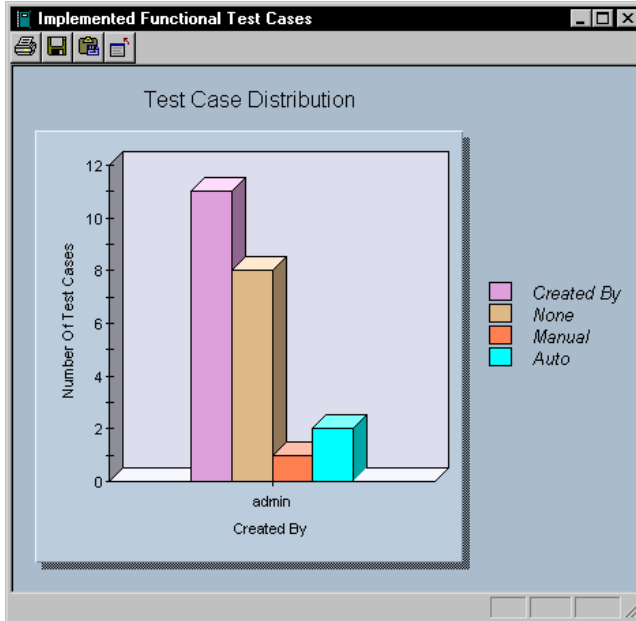 Implemented Functional Test Cases
Test Case Distribution
12
10
8
6
4
2
0
Number Of Test Cases
admin
Created By
Created By
None
Manual
Auto